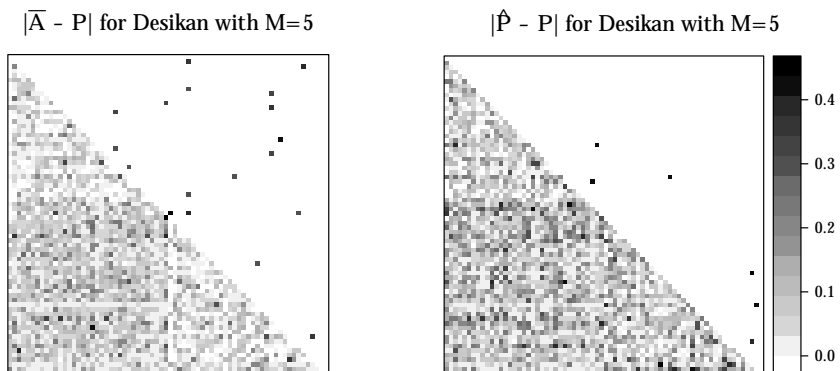 |A̅ - P| for Desikan with M=5
|P̂ - P| for Desikan with M=5
0.4
0.3
0.2
0.1
0.0